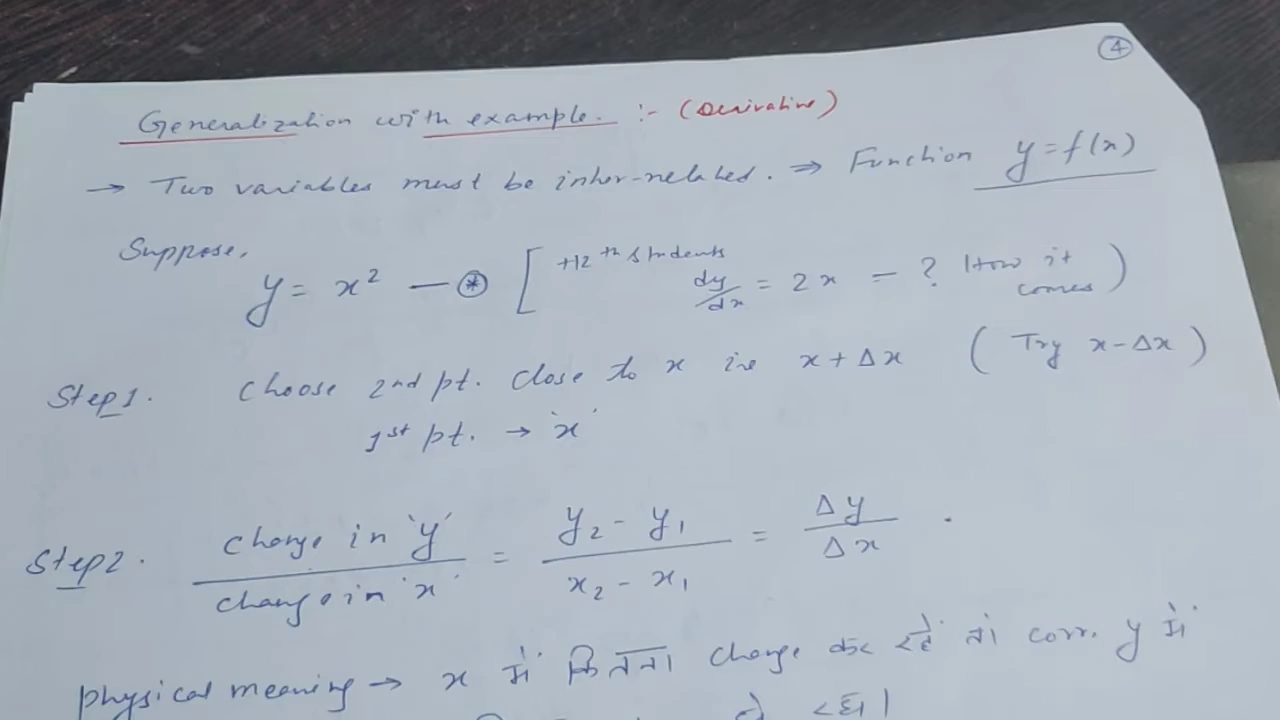 ④
Generalization with example. :- (Derivative)
→ Two variables must be inter-related. ⇒ Function y = f(x)
Suppose,
y = x² — ⊛ [ +12th students
dy/dx = 2x — ? How it comes )
Step 1. Choose 2nd pt. close to x i.e x + Δx ( Try x - Δx )
1st pt. → 'x'
Step 2. change in 'y' / change in 'x' = y₂ - y₁ / x₂ - x₁ = Δy / Δx .
physical meaning → x में कितना change कर रहे तो corr. y में
हो रहा।